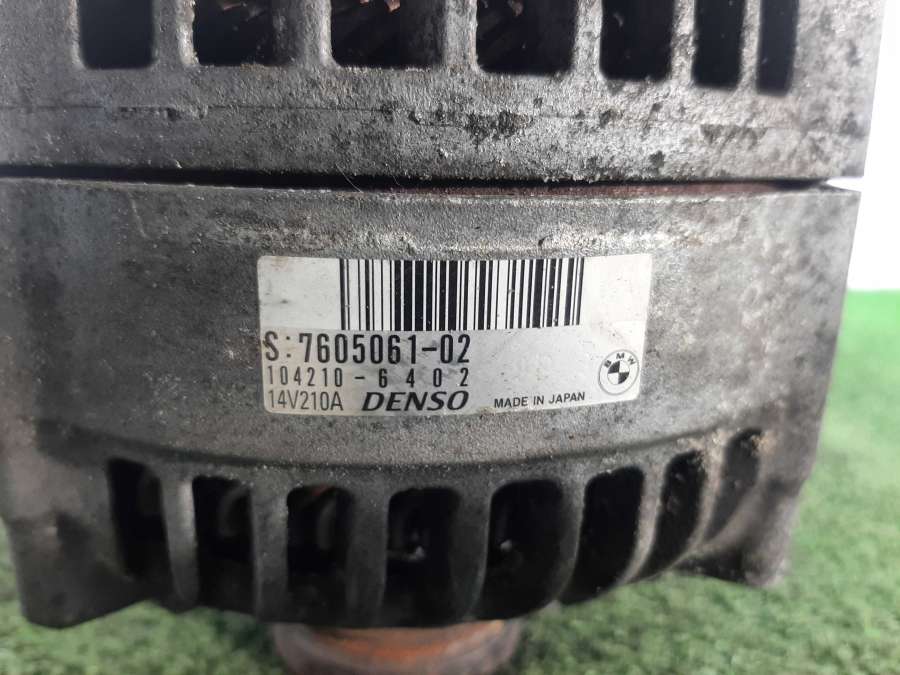 S:7605061-02
104210-6402
14V210A DENSO MADE IN JAPAN
BMW